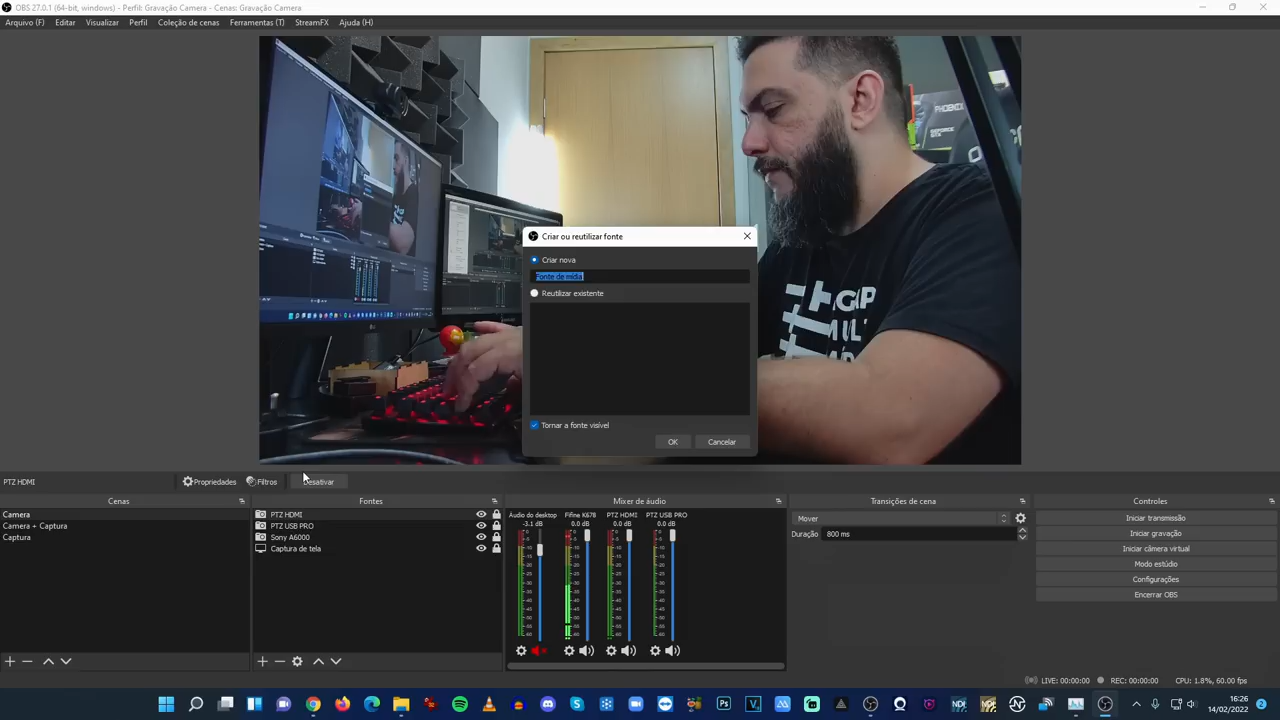 OBS 27.0.1 (64-bit, windows) - Perfil: Gravação Camera - Cenas: Gravação Camera
Arquivo (F) Editar Visualizar Perfil Coleção de cenas Ferramentas (T) StreamFX Ajuda (H)
GEFORCE
Criar ou reutilizar fonte
Criar nova
Fonte de mídia
Reutilizar existente
Tornar a fonte visível
OK Cancelar
PTZ HDMI Propriedades Filtros Desativar
Cenas Fontes Mixer de áudio Transições de cena Controles
Camera
Camera + Captura
Captura
PTZ HDMI
PTZ USB PRO
Sony A6000
Captura de tela
Áudio do desktop Fifine K678 PTZ HDMI PTZ USB PRO
-3.1 dB 0.0 dB 0.0 dB 0.0 dB
Mover
Duração 800 ms
Iniciar transmissão
Iniciar gravação
Iniciar câmera virtual
Modo estúdio
Configurações
Encerrar OBS
LIVE: 00:00:00 REC: 00:00:00 CPU: 1.8%, 60.00 fps
16:26
14/02/2022